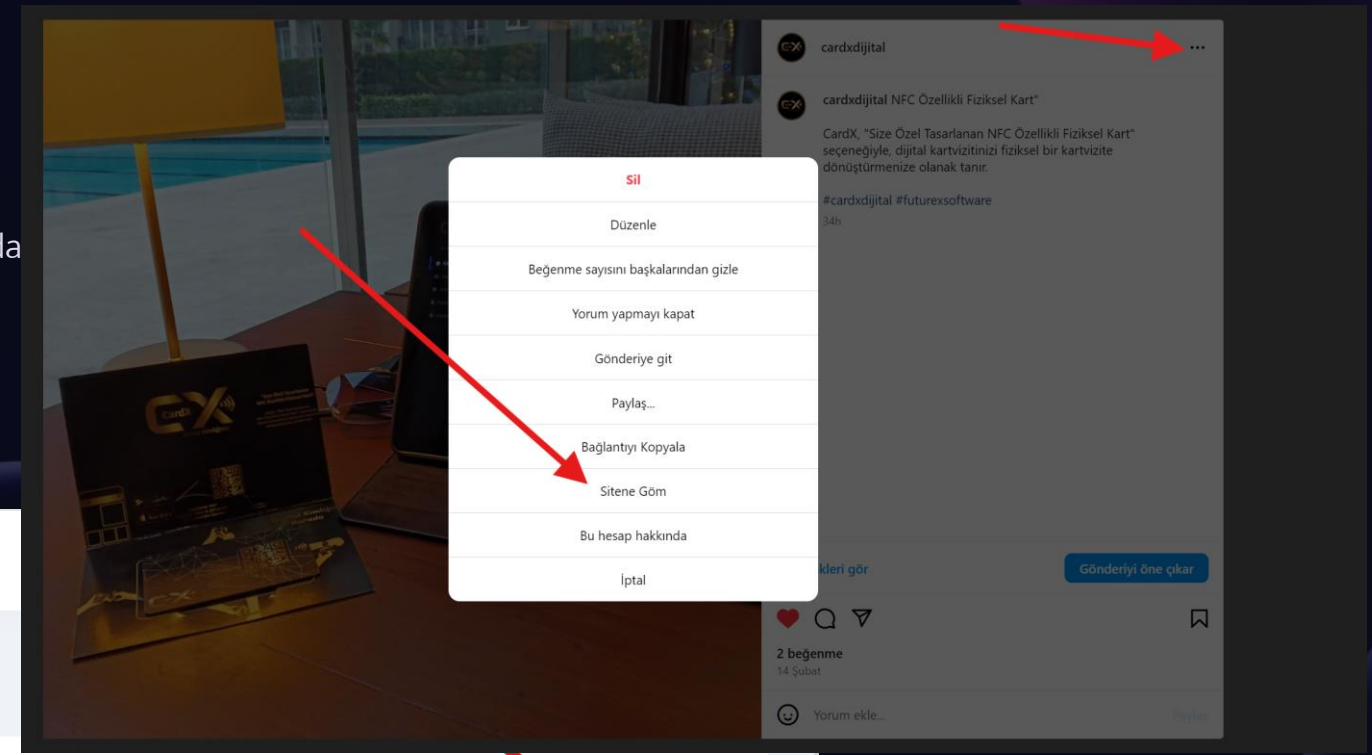 da
cardxdijital
cardxdijital NFC Özellikli Fiziksel Kart"
CardX, "Size Özel Tasarlanan NFC Özellikli Fiziksel Kart"
seçeneğiyle, dijital kartvizitinizi fiziksel bir kartvizite
dönüştürmenize olanak tanır.
#cardxdijital #futurexsoftware
34h
Sil
Düzenle
Beğenme sayısını başkalarından gizle
Yorum yapmayı kapat
Gönderiye git
Paylaş...
Bağlantıyı Kopyala
Sitene Göm
Bu hesap hakkında
İptal
CardX
kleri gör
Gönderiyi öne çıkar
2 beğenme
14 Şubat
Yorum ekle...
Paylaş